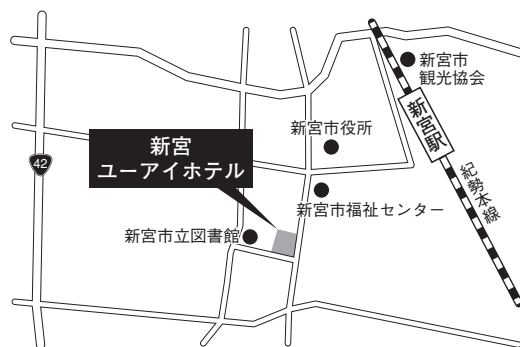 新宮市
観光協会
新宮駅
新宮市役所
新宮
ユーアイホテル
42
紀勢本線
新宮市福祉センター
新宮市立図書館